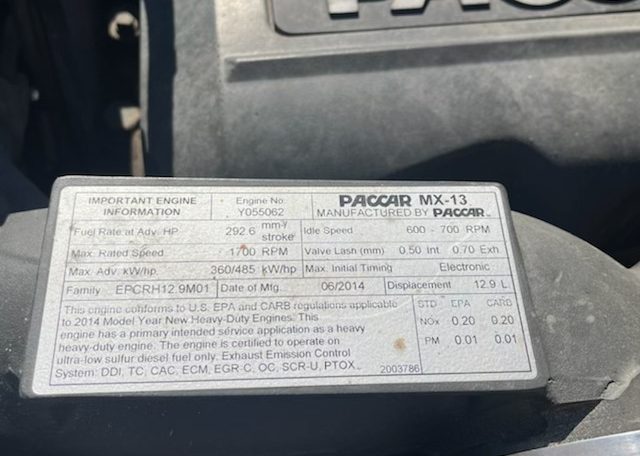 PACCAR
IMPORTANT ENGINE INFORMATION
Engine No. Y055062
PACCAR MX-13
MANUFACTURED BY PACCAR
Fuel Rate at Adv. HP 292.6 mm³/stroke
Idle Speed 600 - 700 RPM
Max. Rated Speed 1700 RPM
Valve Lash (mm) 0.50 Int 0.70 Exh
Max. Adv. kW/hp. 360/485 kW/hp
Max. Initial Timing Electronic
Family EPCRH12.9M01
Date of Mfg. 06/2014
Displacement 12.9 L.
This engine conforms to U.S. EPA and CARB regulations applicable
to 2014 Model Year New Heavy-Duty Engines. This
engine has a primary intended service application as a heavy
heavy-duty engine. The engine is certified to operate on
ultra-low sulfur diesel fuel only. Exhaust Emission Control
System: DDI, TC, CAC, ECM, EGR-C, OC, SCR-U, PTOX
2003786
STD EPA CARB
NOx 0.20 0.20
PM 0.01 0.01